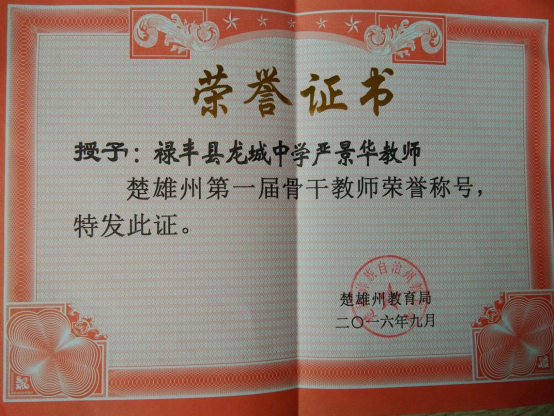 荣誉证书
授予：禄丰县龙城中学严景华教师
楚雄州第一届骨干教师荣誉称号，
特发此证。
楚雄州教育局
二〇一六年九月